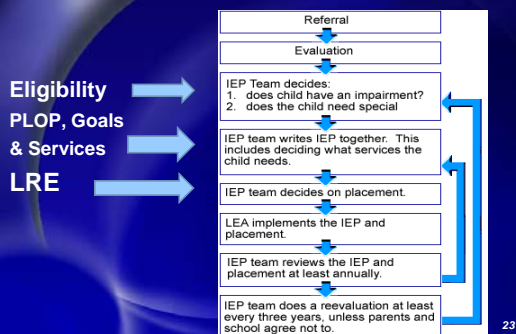 Referral
Evaluation
Eligibility
IEP Team decides:
1. does child have an impairment?
2. does the child need special
PLOP, Goals
& Services
IEP team writes IEP together. This
includes deciding what services the
child needs.
LRE
IEP team decides on placement.
LEA implements the IEP and
placement.
IEP team reviews the IEP and
placement at least annually.
IEP team does a reevaluation at least
every three years, unless parents and
school agree not to.
23